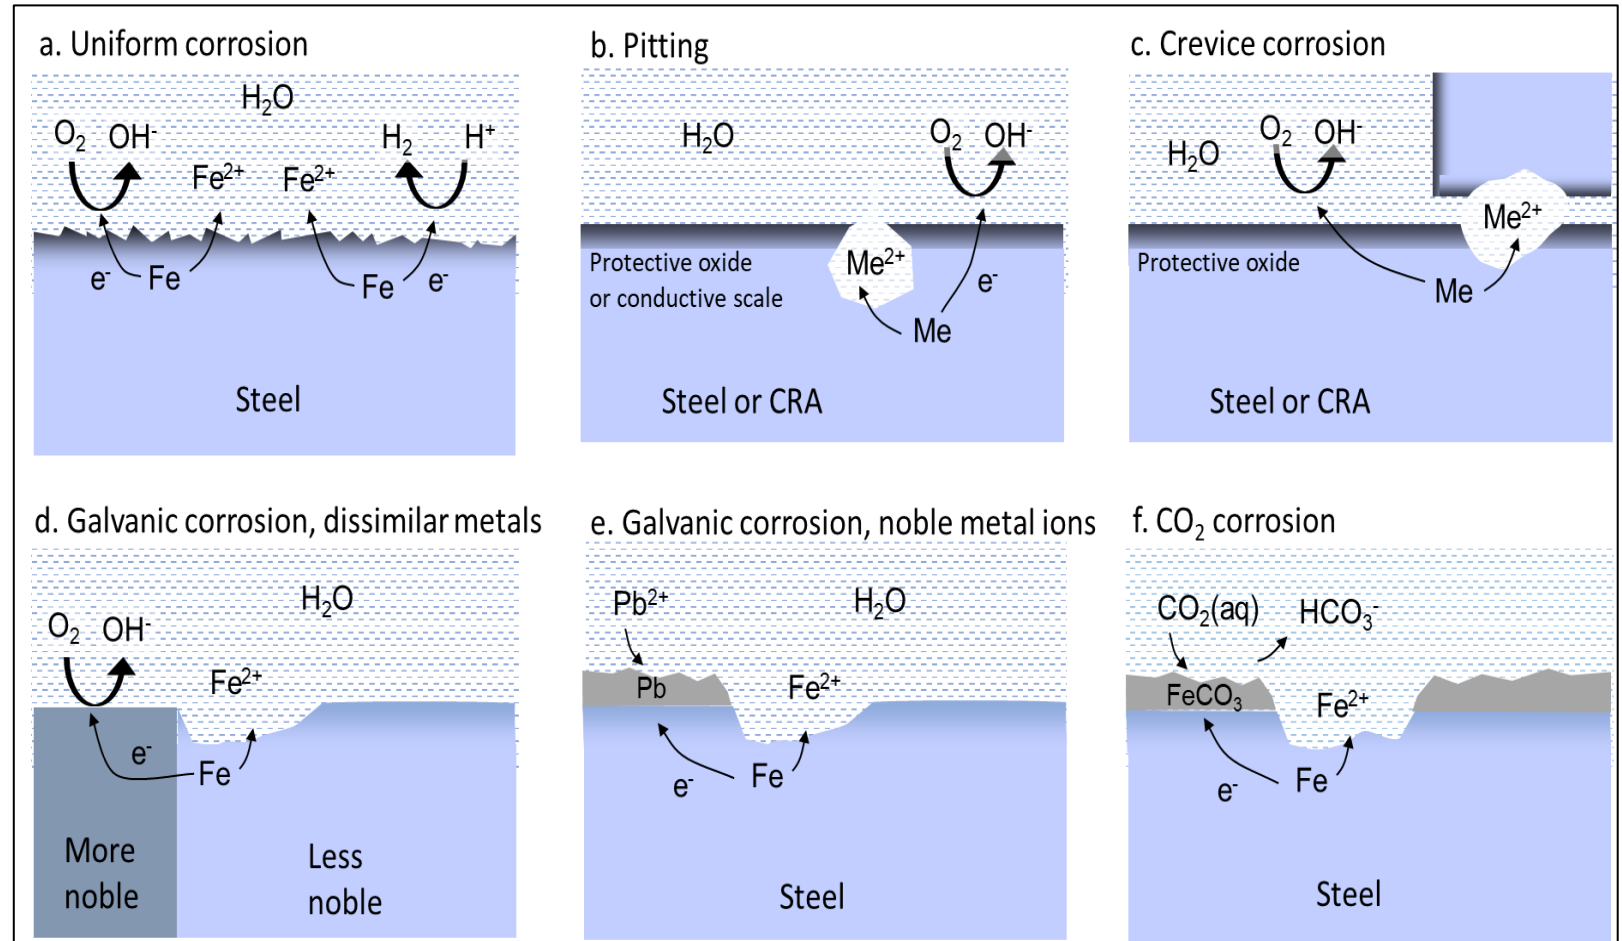 a. Uniform corrosion
H₂O
O₂ OH⁻
H₂ H⁺
Fe²⁺ Fe²⁺
e⁻ Fe
Fe e⁻
Steel
b. Pitting
H₂O
O₂ OH⁻
Protective oxide
or conductive scale
Me²⁺
e⁻
Me
Steel or CRA
c. Crevice corrosion
O₂ OH⁻
H₂O
Me²⁺
Protective oxide
Me
Steel or CRA
d. Galvanic corrosion, dissimilar metals
H₂O
O₂ OH⁻
Fe²⁺
e⁻
Fe
More
noble
Less
noble
e. Galvanic corrosion, noble metal ions
Pb²⁺
H₂O
Pb
Fe²⁺
e⁻
Fe
Steel
f. CO₂ corrosion
CO₂(aq) HCO₃⁻
FeCO₃
Fe²⁺
e⁻
Fe
Steel